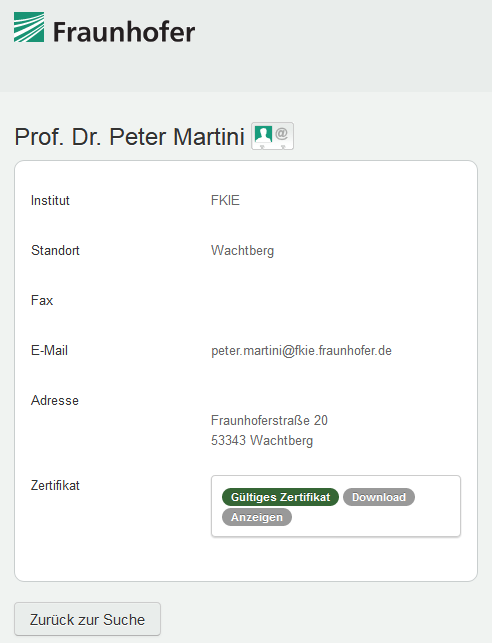 Fraunhofer
Prof. Dr. Peter Martini @
Institut FKIE
Standort Wachtberg
Fax
E-Mail peter.martini@fkie.fraunhofer.de
Adresse
Fraunhoferstraße 20
53343 Wachtberg
Zertifikat Gültiges Zertifikat Download
Anzeigen
Zurück zur Suche